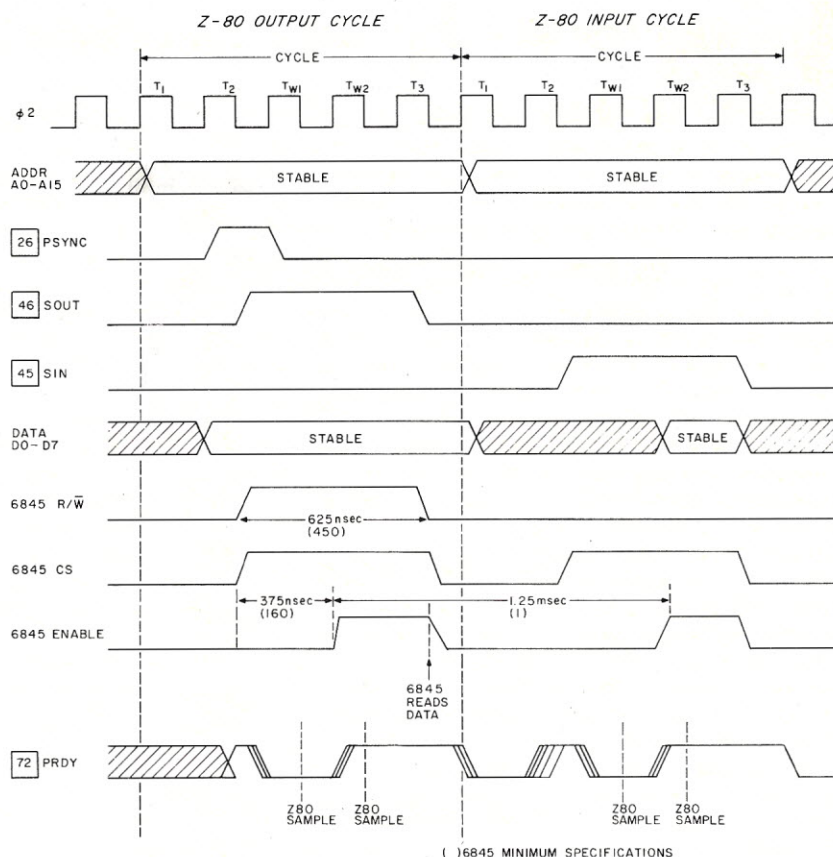 Z-80 OUTPUT CYCLE
Z-80 INPUT CYCLE
CYCLE
CYCLE
T1 T2 TW1 TW2 T3 T1 T2 TW1 TW2 T3
φ2
ADDR
A0-A15
STABLE
STABLE
26 PSYNC
46 SOUT
45 SIN
DATA
D0-D7
STABLE
STABLE
6845 R/W̅
625nsec
(450)
6845 CS
375nsec
(160)
1.25msec
(1)
6845 ENABLE
6845
READS
DATA
72 PRDY
Z80
SAMPLE
Z80
SAMPLE
Z80
SAMPLE
Z80
SAMPLE
( )6845 MINIMUM SPECIFICATIONS